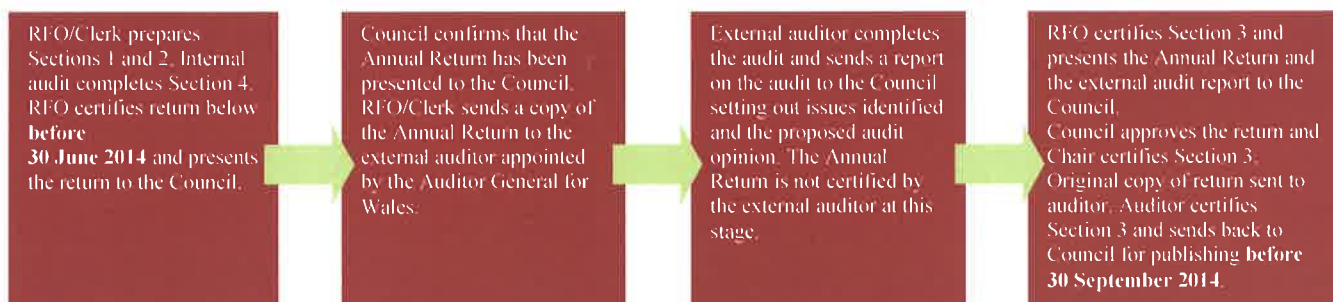 RFO/Clerk prepares
Sections 1 and 2. Internal
audit completes Section 4.
RFO certifies return below
before
30 June 2014 and presents
the return to the Council.
Council confirms that the
Annual Return has been
presented to the Council.
RFO/Clerk sends a copy of
the Annual Return to the
external auditor appointed
by the Auditor General for
Wales.
External auditor completes
the audit and sends a report
on the audit to the Council
setting out issues identified
and the proposed audit
opinion. The Annual
Return is not certified by
the external auditor at this
stage.
RFO certifies Section 3 and
presents the Annual Return and
the external audit report to the
Council.
Council approves the return and
Chair certifies Section 3.
Original copy of return sent to
auditor. Auditor certifies
Section 3 and sends back to
Council for publishing before
30 September 2014.